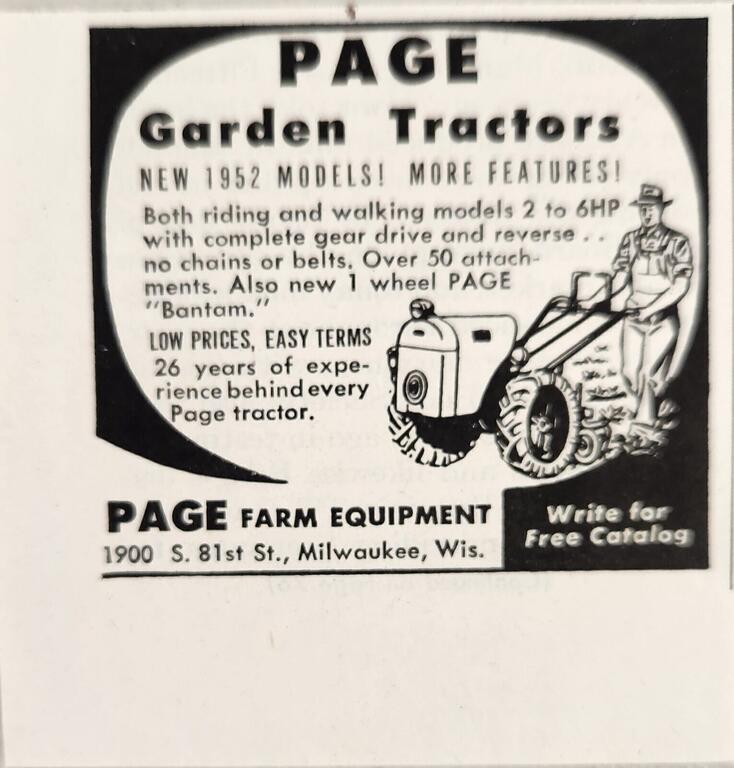 PAGE
Garden Tractors
NEW 1952 MODELS! MORE FEATURES!
Both riding and walking models 2 to 6HP
with complete gear drive and reverse . .
no chains or belts. Over 50 attach-
ments. Also new 1 wheel PAGE
"Bantam."
LOW PRICES, EASY TERMS
26 years of expe-
rience behind every
Page tractor.
PAGE FARM EQUIPMENT
1900 S. 81st St., Milwaukee, Wis.
Write for
Free Catalog